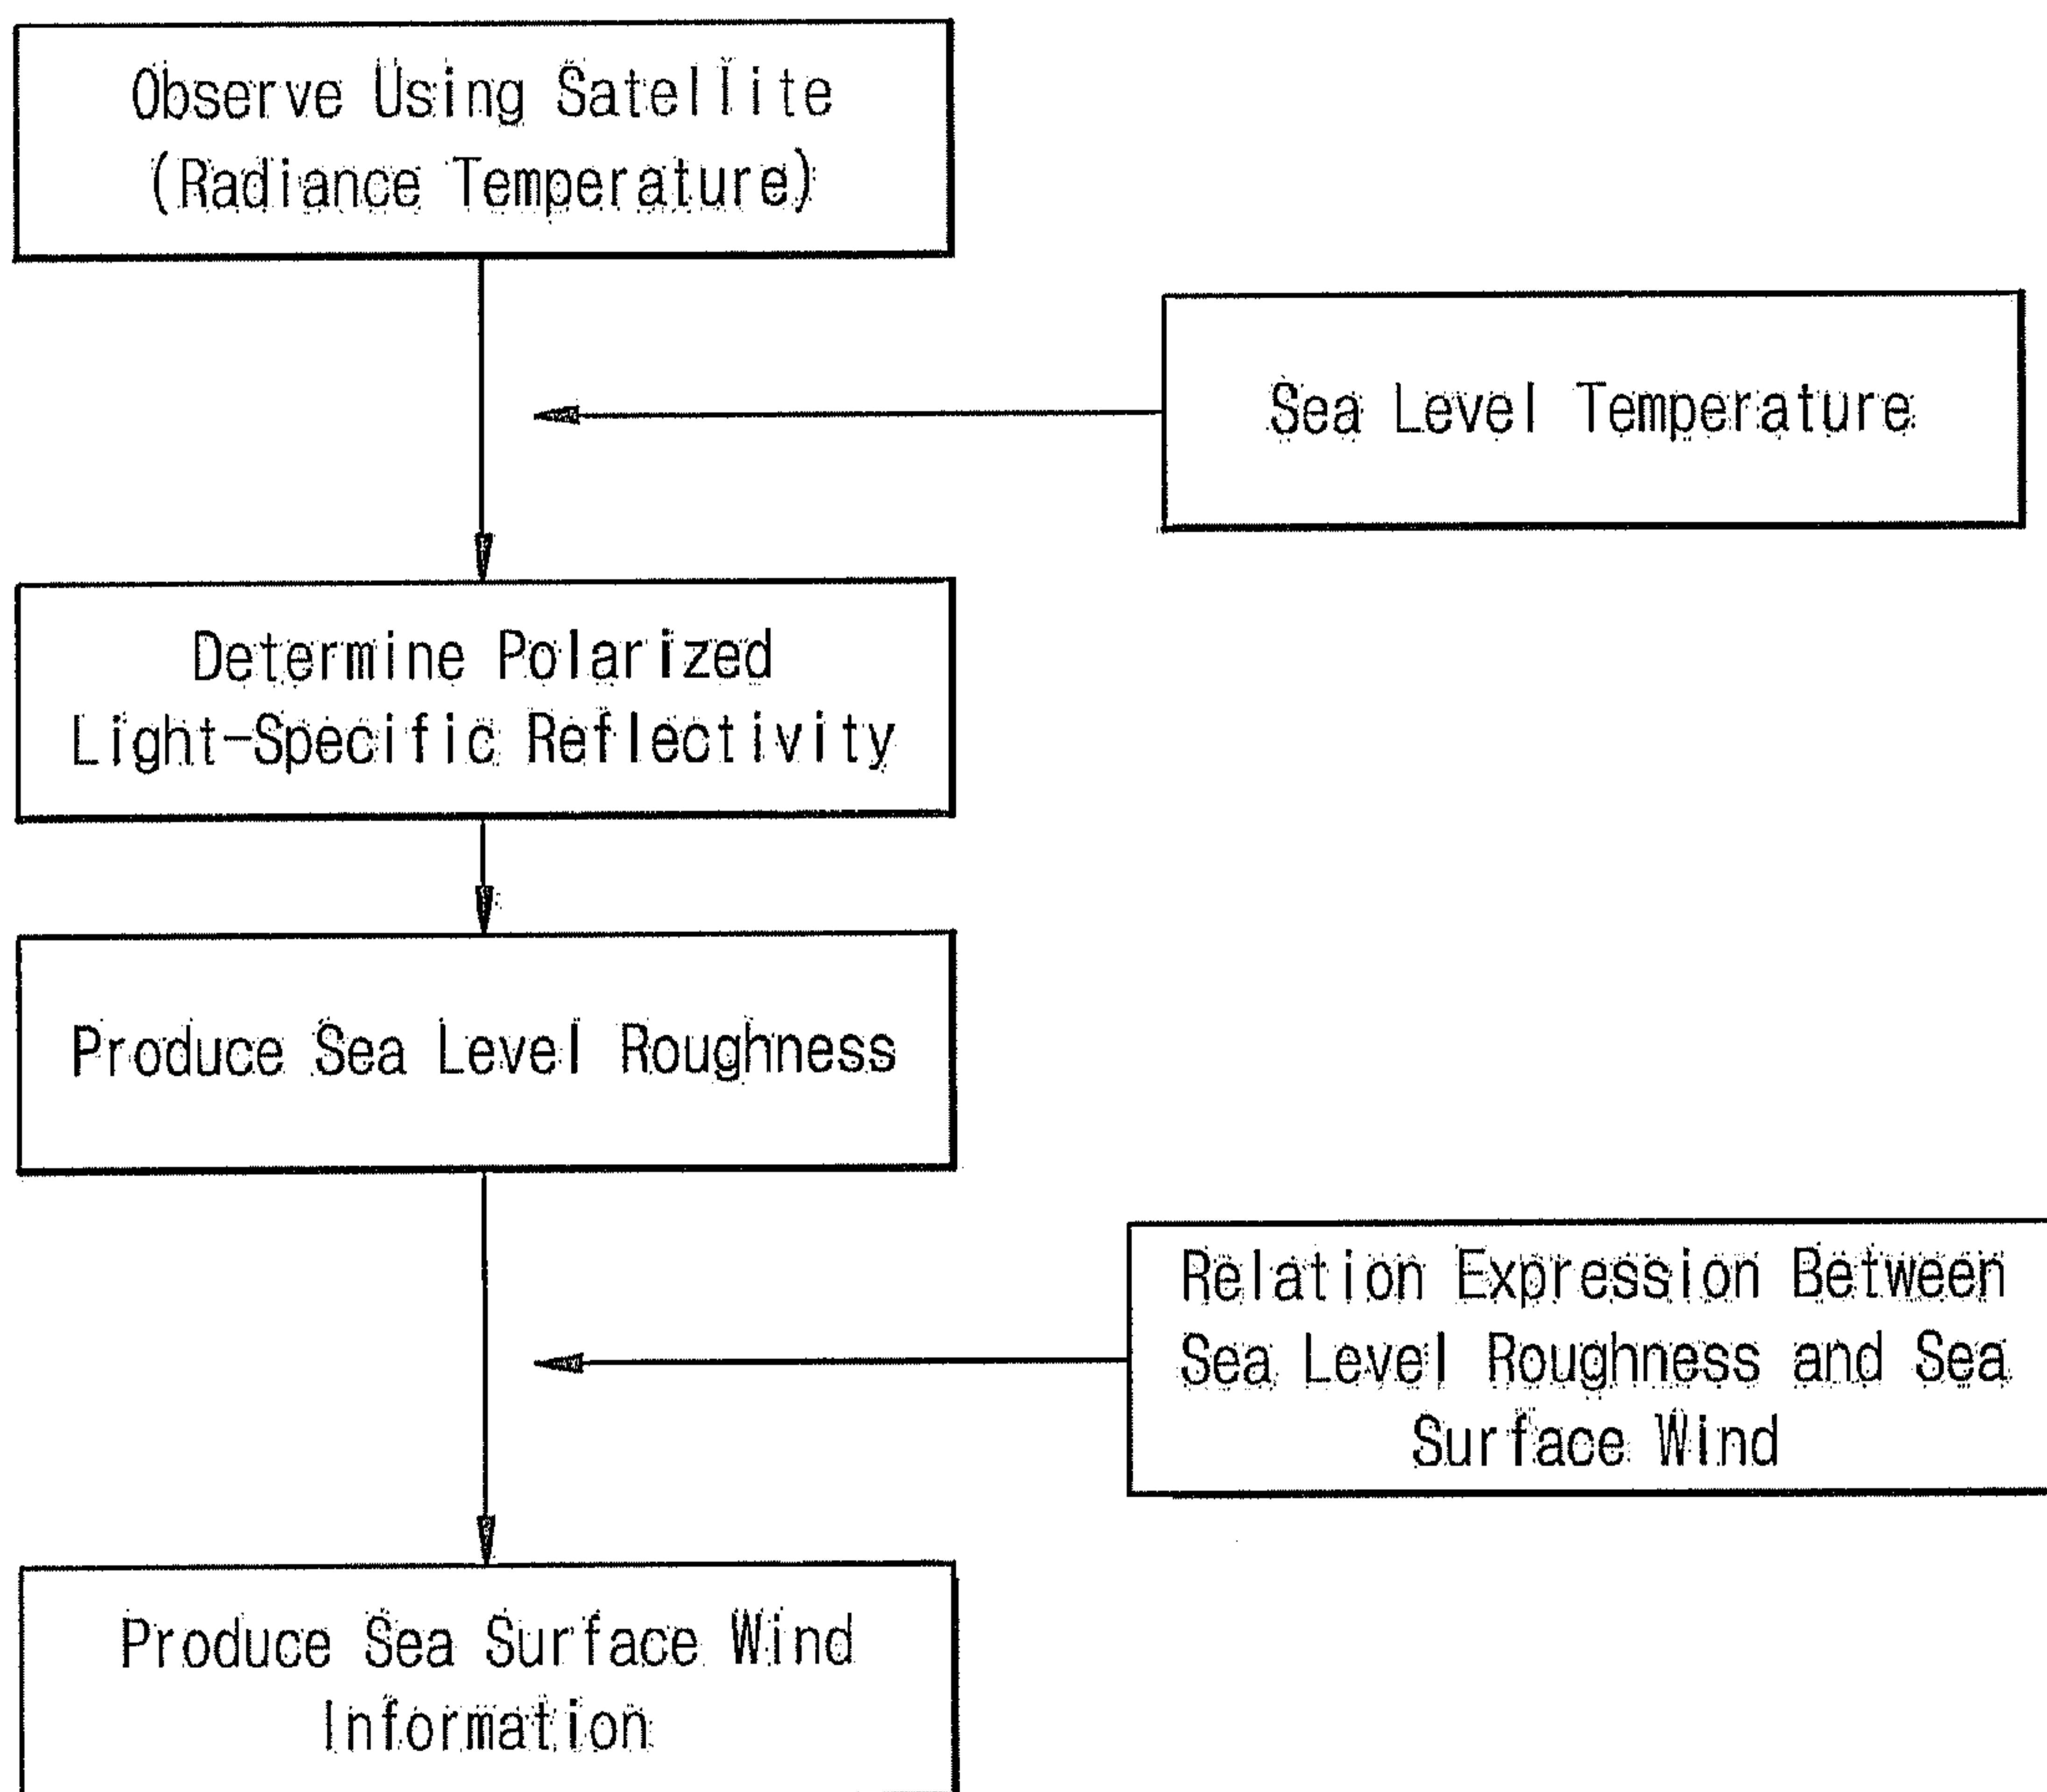 Observe Using Satellite
(Radiance Temperature)
Sea Level Temperature
Determine Polarized
Light-Specific Reflectivity
Produce Sea Level Roughness
Relation Expression Between
Sea Level Roughness and Sea
Surface Wind
Produce Sea Surface Wind
Information